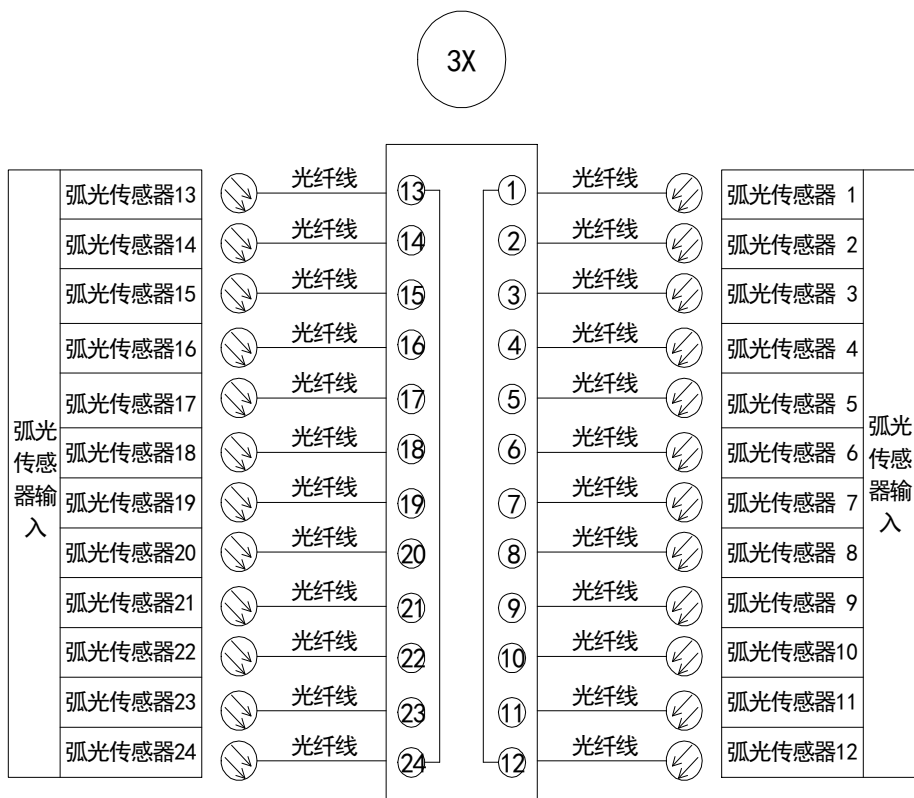 3X
弧光传感器13 光纤线 13 1 光纤线 弧光传感器 1
弧光传感器14 光纤线 14 2 光纤线 弧光传感器 2
弧光传感器15 光纤线 15 3 光纤线 弧光传感器 3
弧光传感器16 光纤线 16 4 光纤线 弧光传感器 4
弧光传感器17 光纤线 17 5 光纤线 弧光传感器 5
弧光传感器18 光纤线 18 6 光纤线 弧光传感器 6
弧光传感器19 光纤线 19 7 光纤线 弧光传感器 7
弧光传感器20 光纤线 20 8 光纤线 弧光传感器 8
弧光传感器21 光纤线 21 9 光纤线 弧光传感器 9
弧光传感器22 光纤线 22 10 光纤线 弧光传感器10
弧光传感器23 光纤线 23 11 光纤线 弧光传感器11
弧光传感器24 光纤线 24 12 光纤线 弧光传感器12
弧光
传感
器输
入
弧光
传感
器输
入